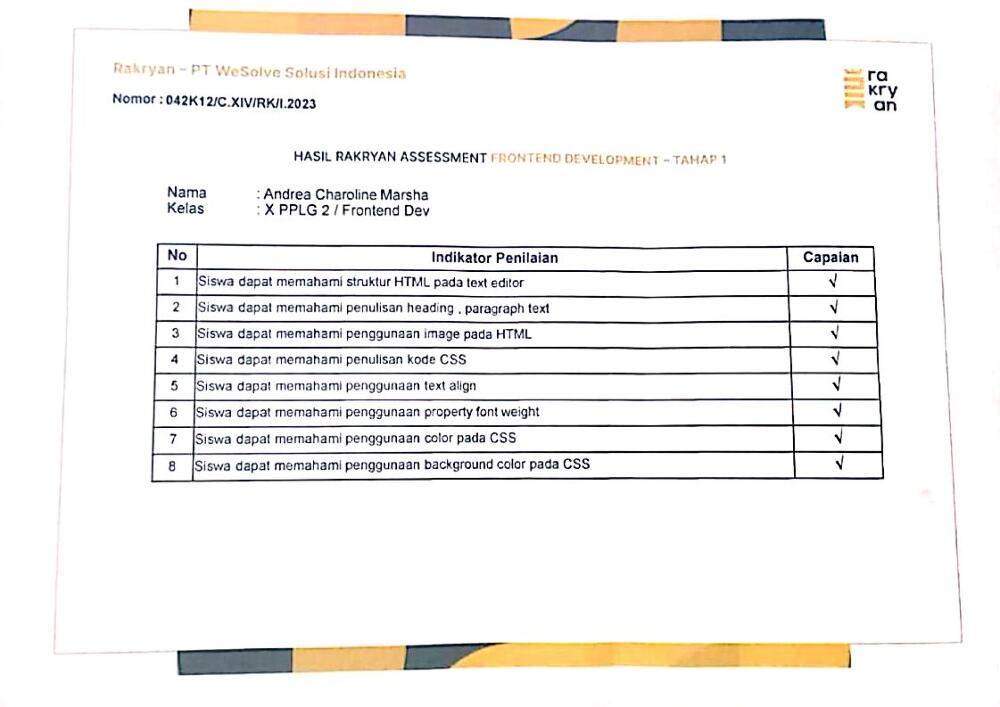 Rakryan – PT WeSolve Solusi Indonesia
Nomor : 042K12/C.XIV/RK/I.2023
ra
kry
an
HASIL RAKRYAN ASSESSMENT FRONTEND DEVELOPMENT – TAHAP 1
Nama : Andrea Charoline Marsha
Kelas : X PPLG 2 / Frontend Dev
No Indikator Penilaian Capaian
1 Siswa dapat memahami struktur HTML pada text editor √
2 Siswa dapat memahami penulisan heading , paragraph text √
3 Siswa dapat memahami penggunaan image pada HTML √
4 Siswa dapat memahami penulisan kode CSS √
5 Siswa dapat memahami penggunaan text align √
6 Siswa dapat memahami penggunaan property font weight √
7 Siswa dapat memahami penggunaan color pada CSS √
8 Siswa dapat memahami penggunaan background color pada CSS √